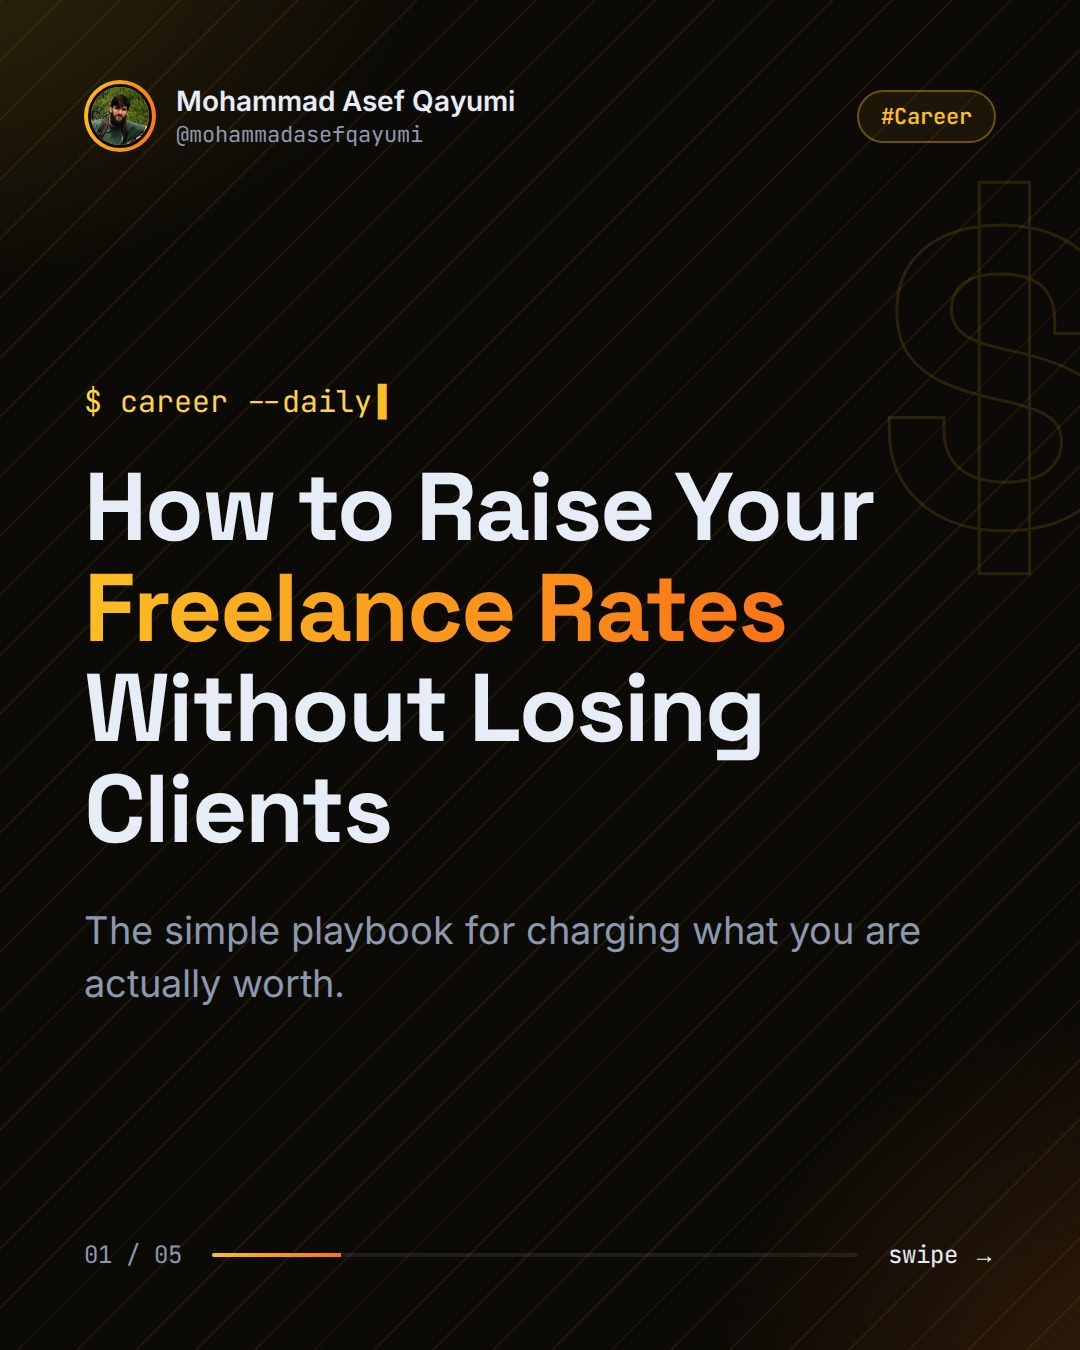 Mohammad Asef Qayumi
@mohammadasefqayumi
#Career
$
$ career --daily
How to Raise Your
Freelance Rates
Without Losing
Clients
The simple playbook for charging what you are
actually worth.
01 / 05
swipe →